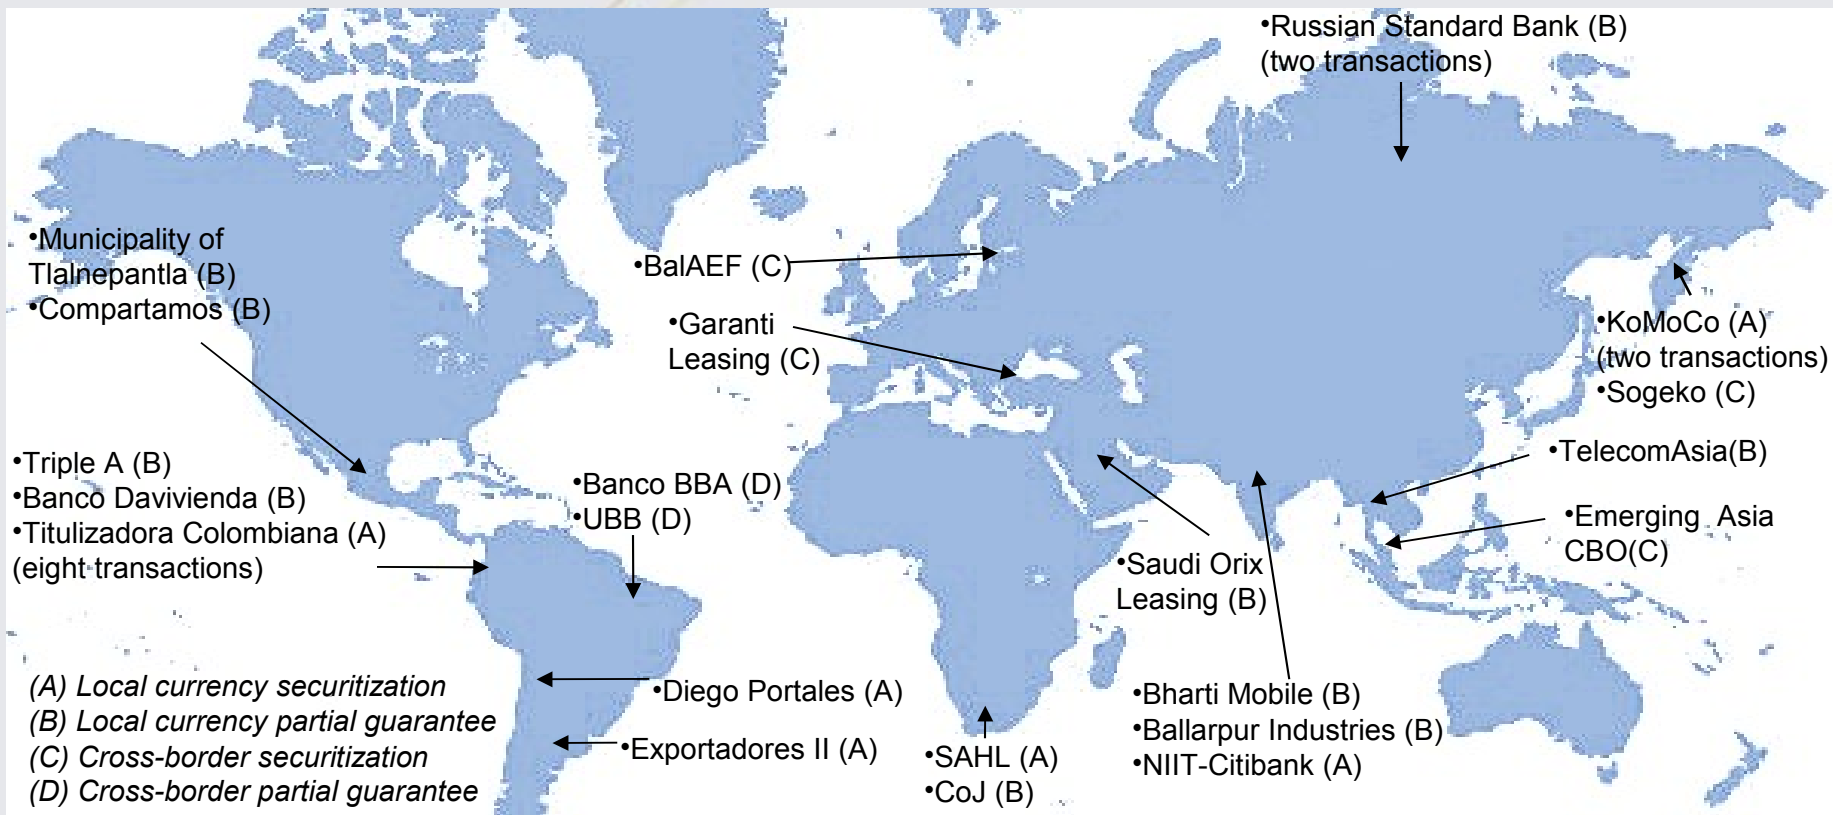 •Russian Standard Bank (B)
(two transactions)
•Municipality of
Tlalnepantla (B)
•Compartamos (B)
•BalAEF (C)
•Garanti
Leasing (C)
•KoMoCo (A)
(two transactions)
•Sogeko (C)
•Triple A (B)
•Banco Davivienda (B)
•Titulizadora Colombiana (A)
(eight transactions)
•Banco BBA (D)
•UBB (D)
•TelecomAsia(B)
•Emerging Asia
CBO(C)
•Saudi Orix
Leasing (B)
•Diego Portales (A)
•Exportadores II (A)
•SAHL (A)
•CoJ (B)
•Bharti Mobile (B)
•Ballarpur Industries (B)
•NIIT-Citibank (A)
(A) Local currency securitization
(B) Local currency partial guarantee
(C) Cross-border securitization
(D) Cross-border partial guarantee